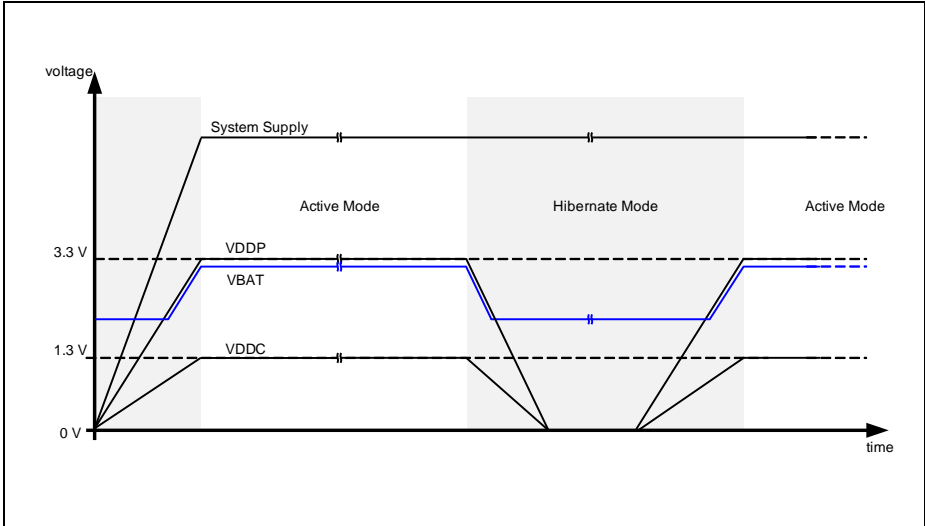 voltage
System Supply
Active Mode
Hibernate Mode
Active Mode
VDDP
3.3 V
VBAT
VDDC
1.3 V
0 V
time